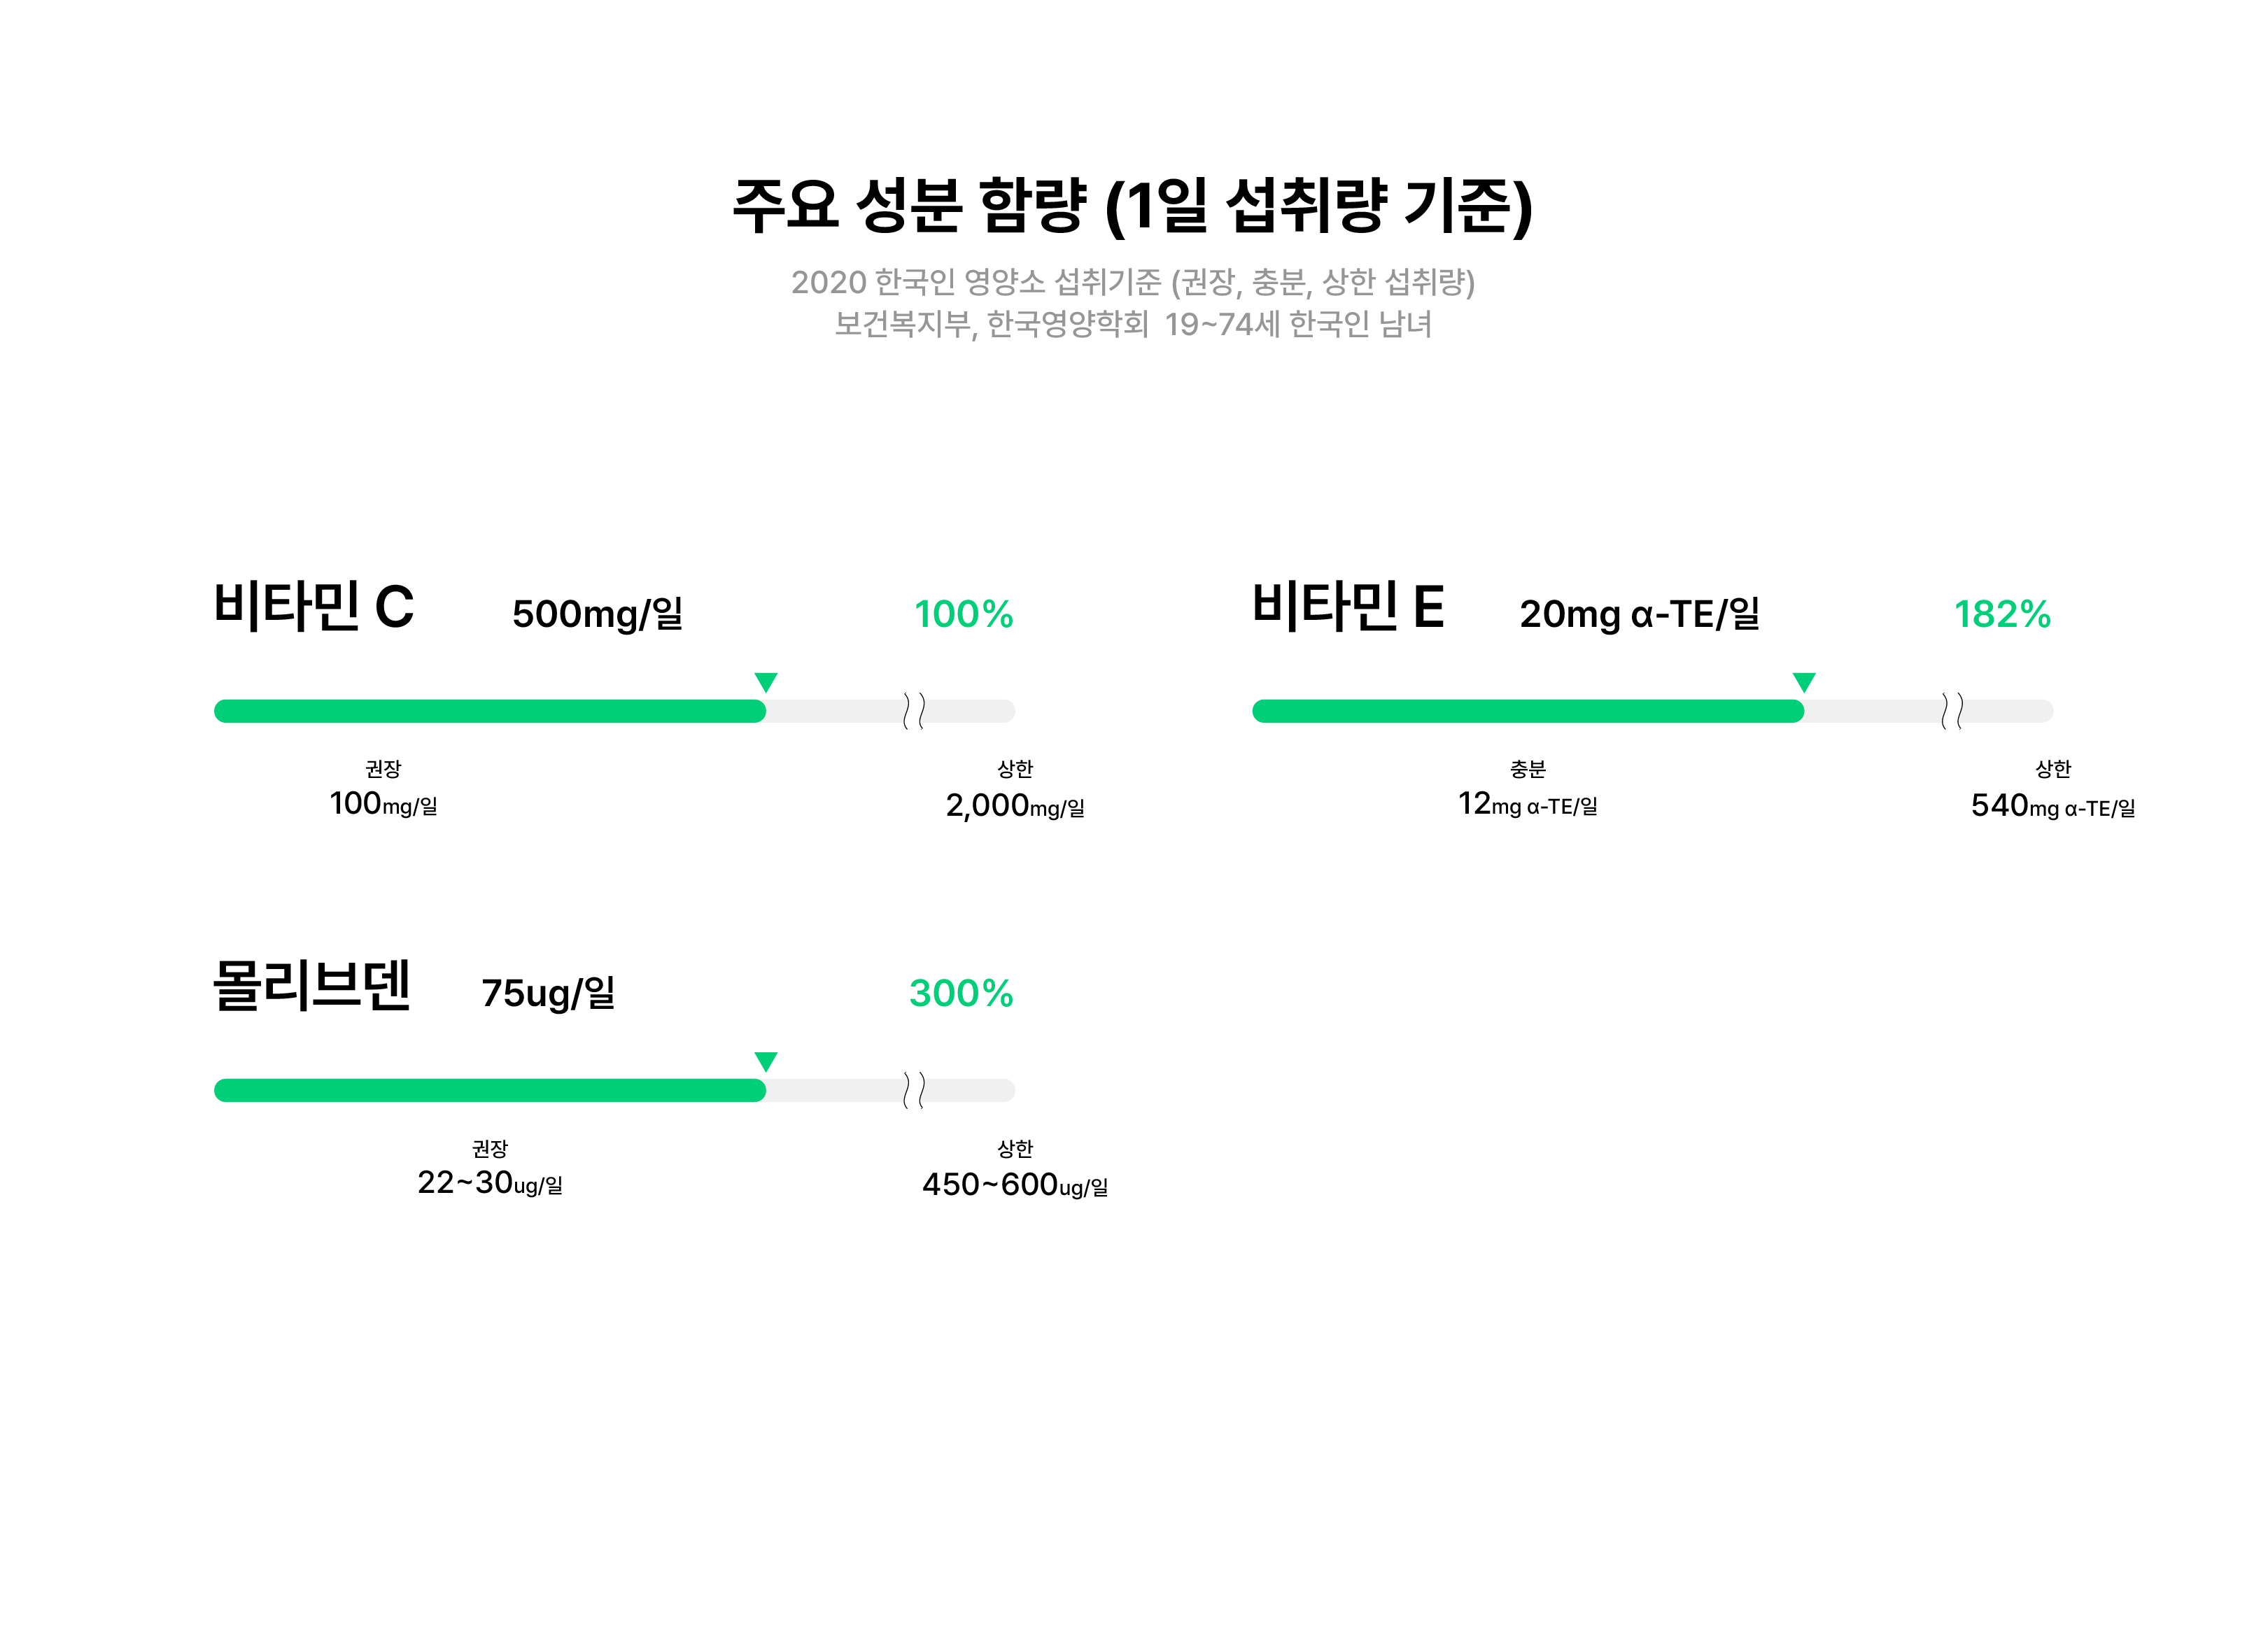 주요 성분 함량 (1일 섭취량 기준)
2020 한국인 영양소 섭취기준 (권장, 충분, 상한 섭취량)
보건복지부, 한국영양학회 19~74세 한국인 남녀
비타민 C 500mg/일 100%
권장 상한
100mg/일 2,000mg/일
비타민 E 20mg α-TE/일 182%
충분 상한
12mg α-TE/일 540mg α-TE/일
몰리브덴 75ug/일 300%
권장 상한
22~30ug/일 450~600ug/일